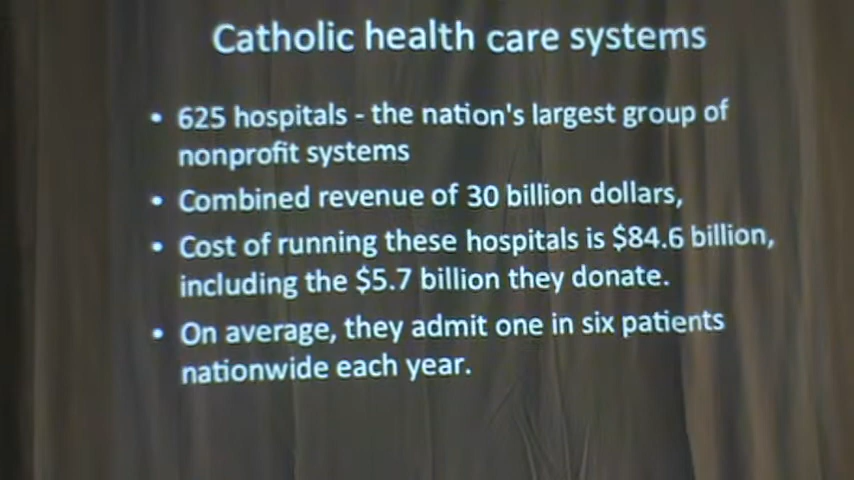 Catholic health care systems
• 625 hospitals - the nation's largest group of
nonprofit systems
• Combined revenue of 30 billion dollars,
• Cost of running these hospitals is $84.6 billion,
including the $5.7 billion they donate.
• On average, they admit one in six patients
nationwide each year.